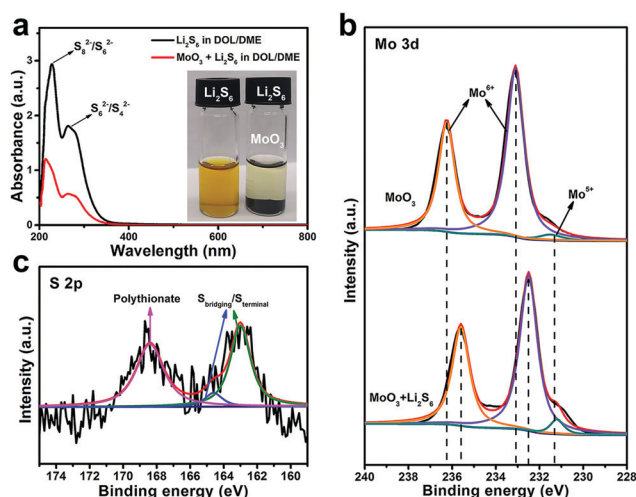 a
S8 2-/S6 2-
S6 2-/S4 2-
Li2S6 in DOL/DME
MoO3 + Li2S6 in DOL/DME
Li2S6
Li2S6
MoO3
Absorbance (a.u.)
3
2
1
0
200
300
400
500
600
700
800
Wavelength (nm)
b
Mo 3d
Mo6+
Mo5+
MoO3
MoO3+Li2S6
Intensity (a.u.)
240
238
236
234
232
230
228
Binding energy (eV)
c
S 2p
Polythionate
Sbridging/Sterminal
Intensity (a.u.)
174
172
170
168
166
164
162
160
Binding energy (eV)